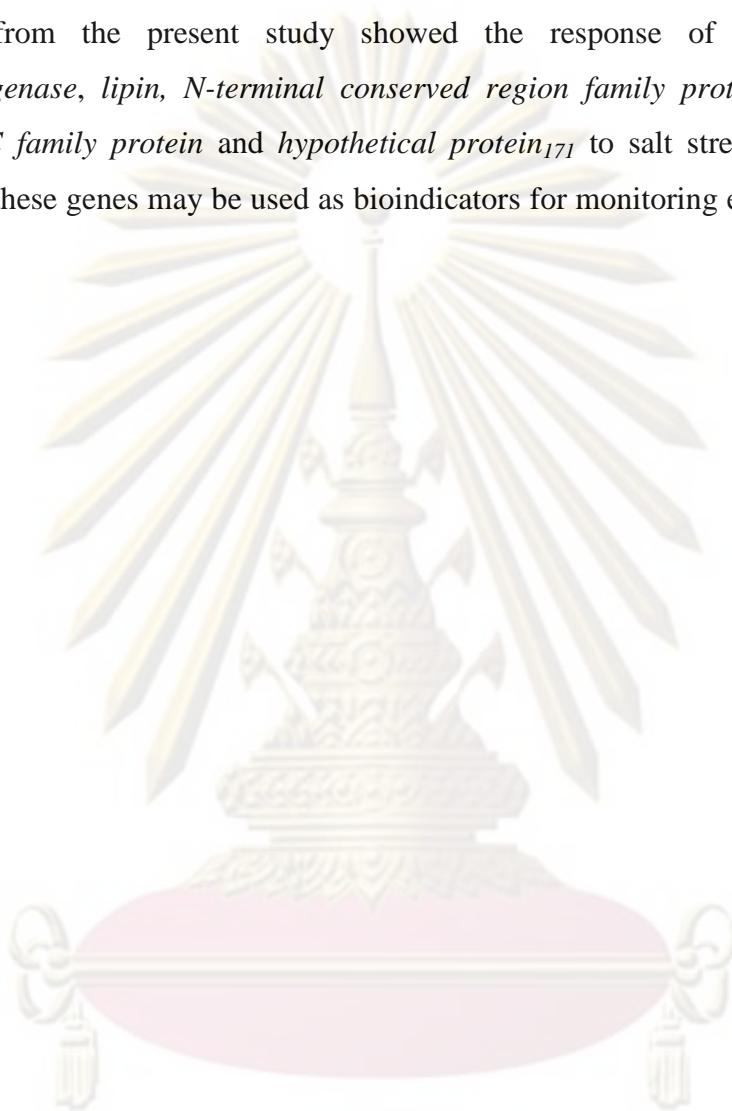 from the present study showed the response of
genase, lipin, N-terminal conserved region family prot
family protein and hypothetical protein171 to salt stre
hese genes may be used as bioindicators for monitoring e